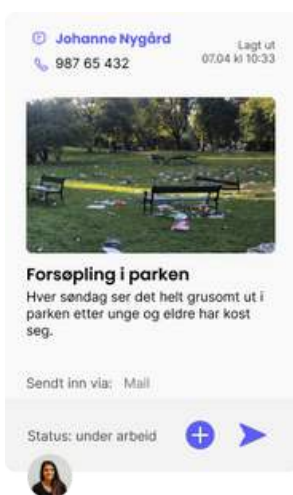 Johanne Nygård
987 65 432
Lagt ut
07.04 kl 10:33
Forsøpling i parken
Hver søndag ser det helt grusomt ut i
parken etter unge og eldre har kost
seg.
Sendt inn via: Mail
Status: under arbeid